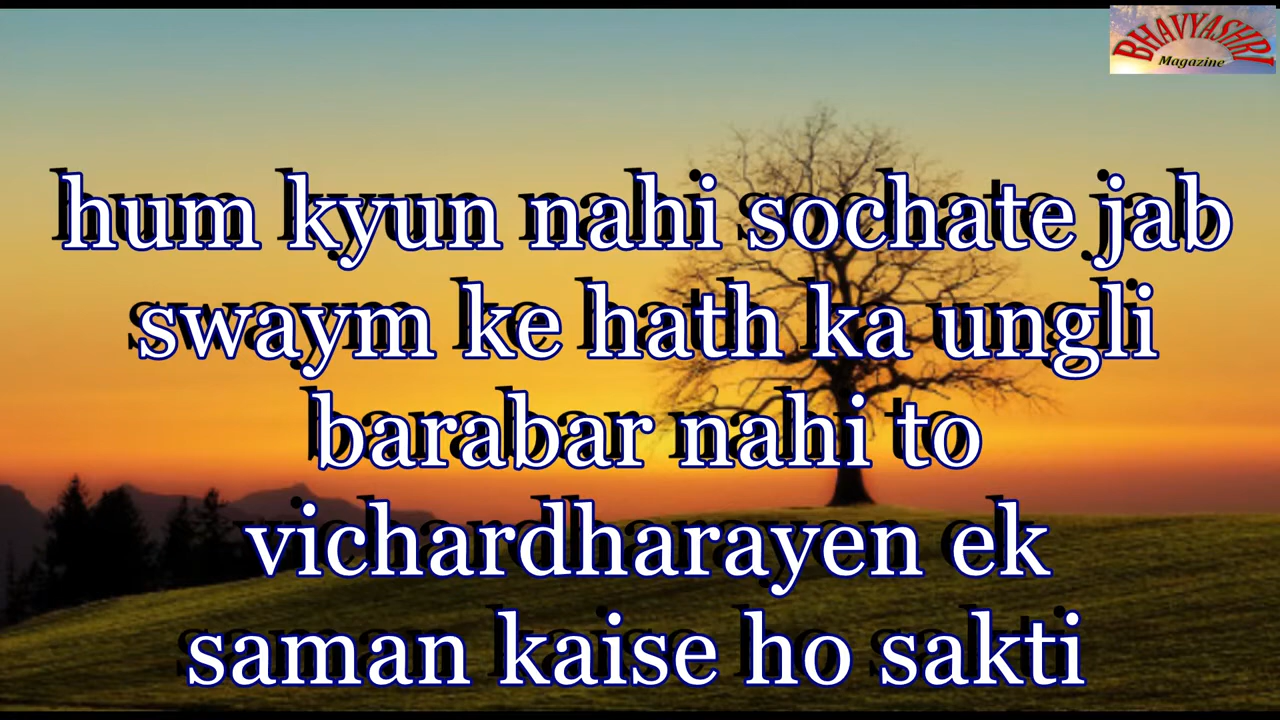 BHAVYASHRI
Magazine
hum kyun nahi sochate jab
swaym ke hath ka ungli
barabar nahi to
vichardharayen ek
saman kaise ho sakti